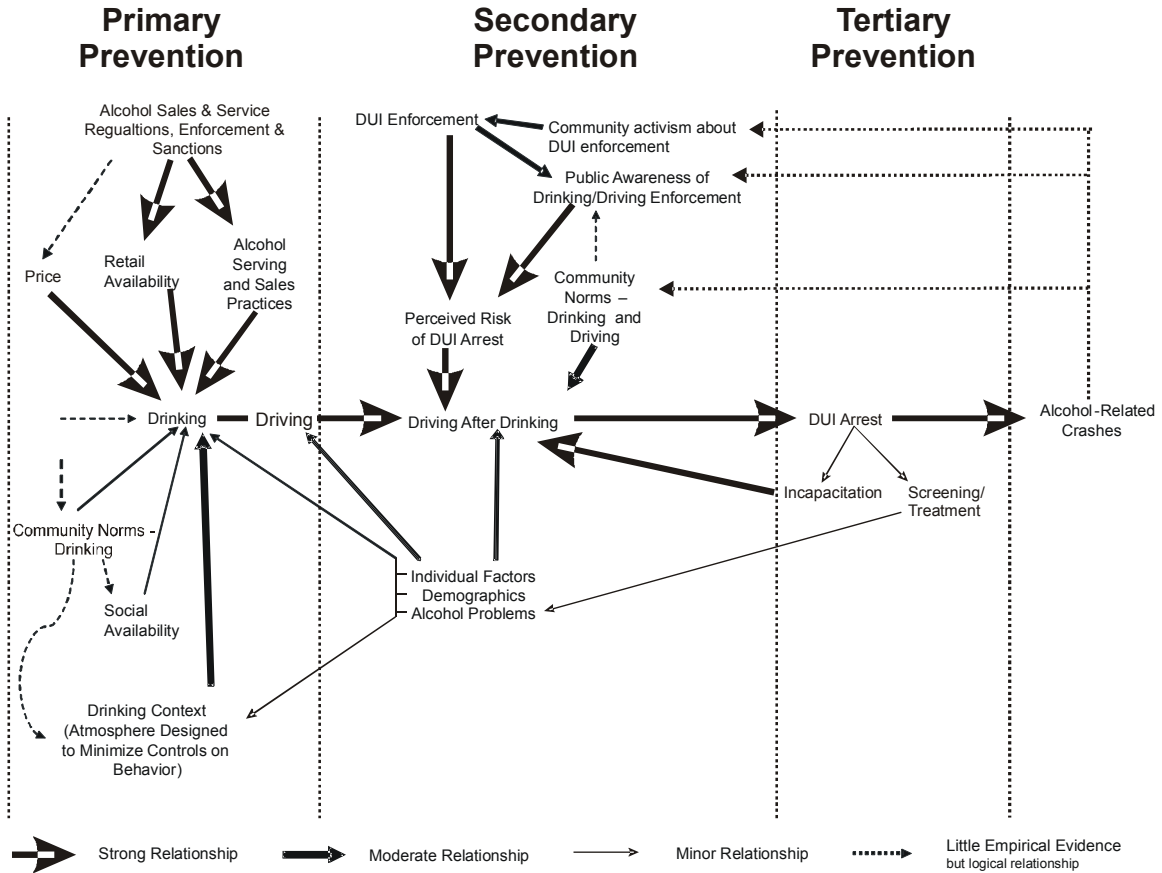 Primary
Prevention
Secondary
Prevention
Tertiary
Prevention
Alcohol Sales & Service
Regualtions, Enforcement &
Sanctions
DUI Enforcement
Community activism about
DUI enforcement
Public Awareness of
Drinking/Driving Enforcement
Price
Retail
Availability
Alcohol
Serving
and Sales
Practices
Community
Norms –
Drinking and
Driving
Perceived Risk
of DUI Arrest
Drinking
Driving
Driving After Drinking
DUI Arrest
Alcohol-Related
Crashes
Incapacitation
Screening/
Treatment
Community Norms -
Drinking
Social
Availability
Individual Factors
Demographics
Alcohol Problems
Drinking Context
(Atmosphere Designed
to Minimize Controls on
Behavior)
Strong Relationship
Moderate Relationship
Minor Relationship
Little Empirical Evidence
but logical relationship